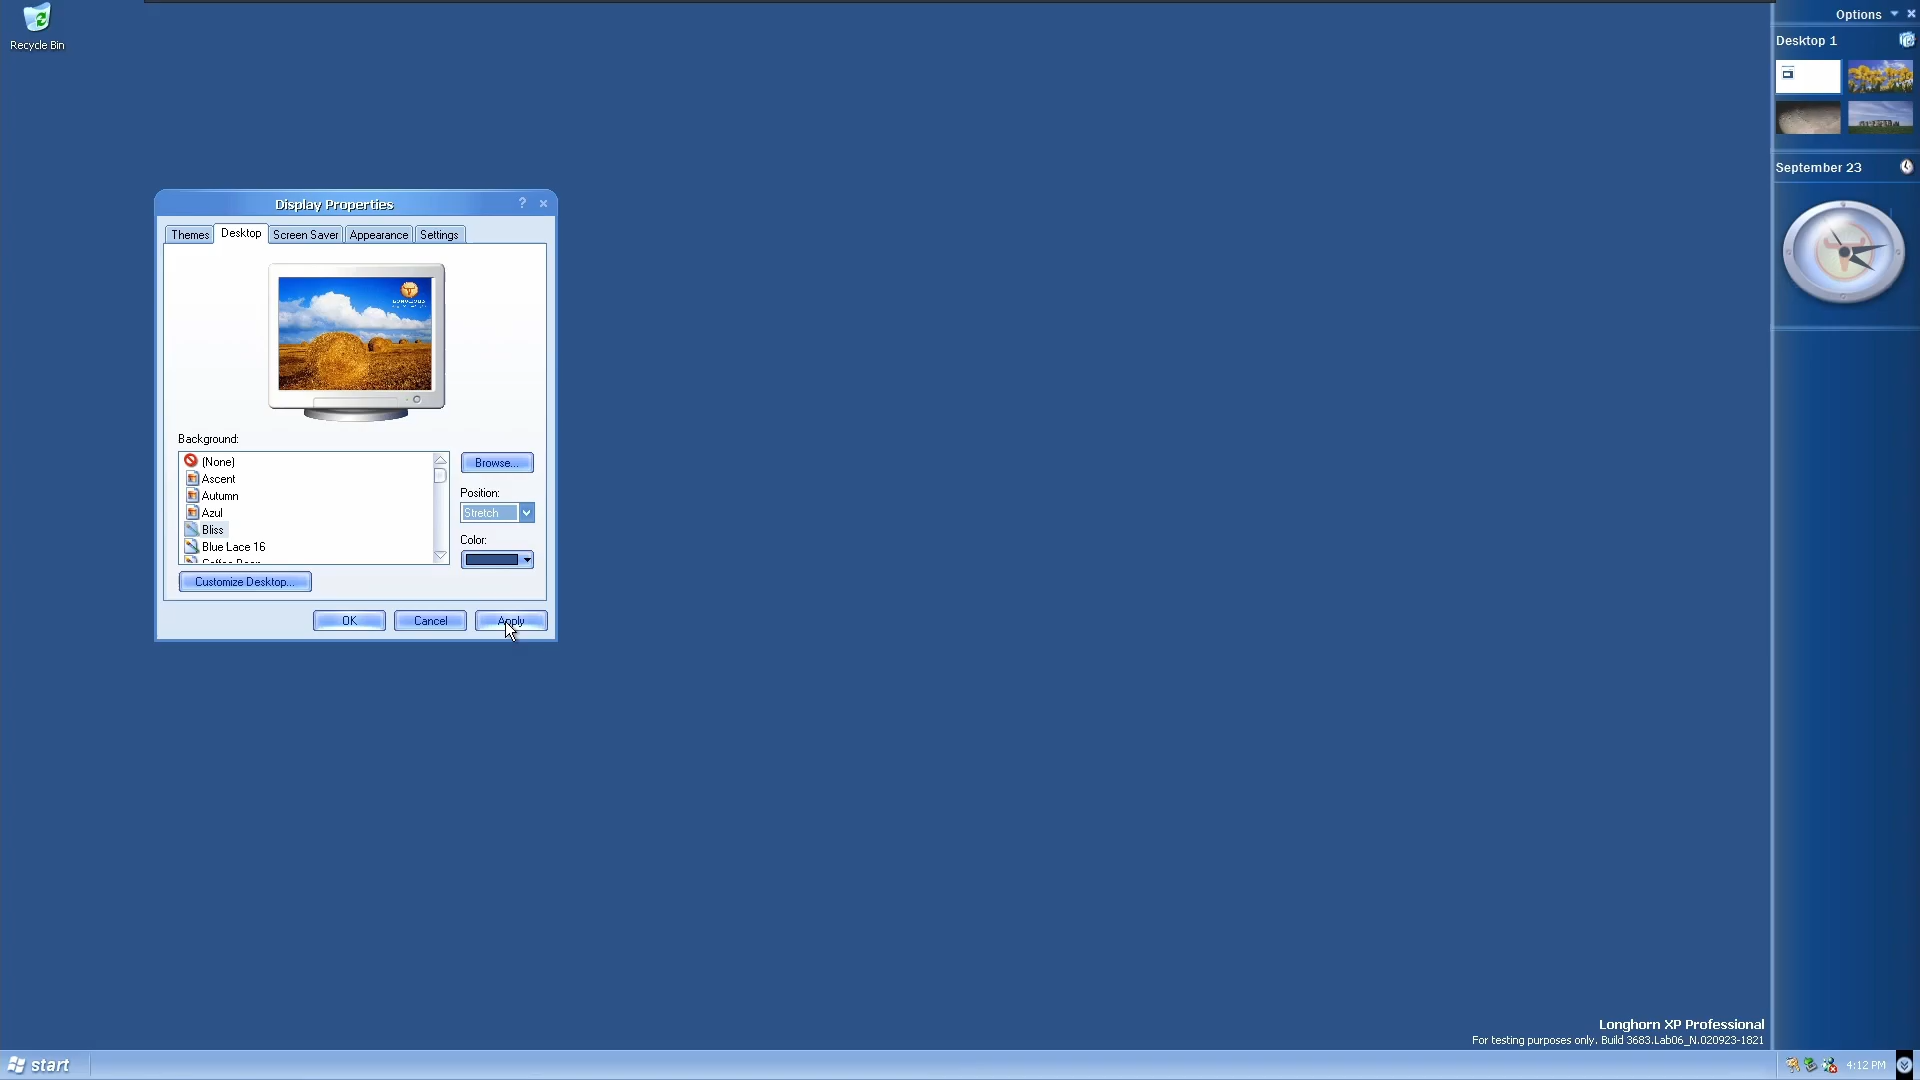 Recycle Bin
Options
Desktop 1
September 23
Display Properties
Themes
Desktop
Screen Saver
Appearance
Settings
Background:
(None)
Ascent
Autumn
Azul
Bliss
Blue Lace 16
Browse...
Position:
Stretch
Color:
Customize Desktop...
OK
Cancel
Apply
Longhorn XP Professional
For testing purposes only. Build 3683.Lab06_N.020923-1821
start
4:12 PM